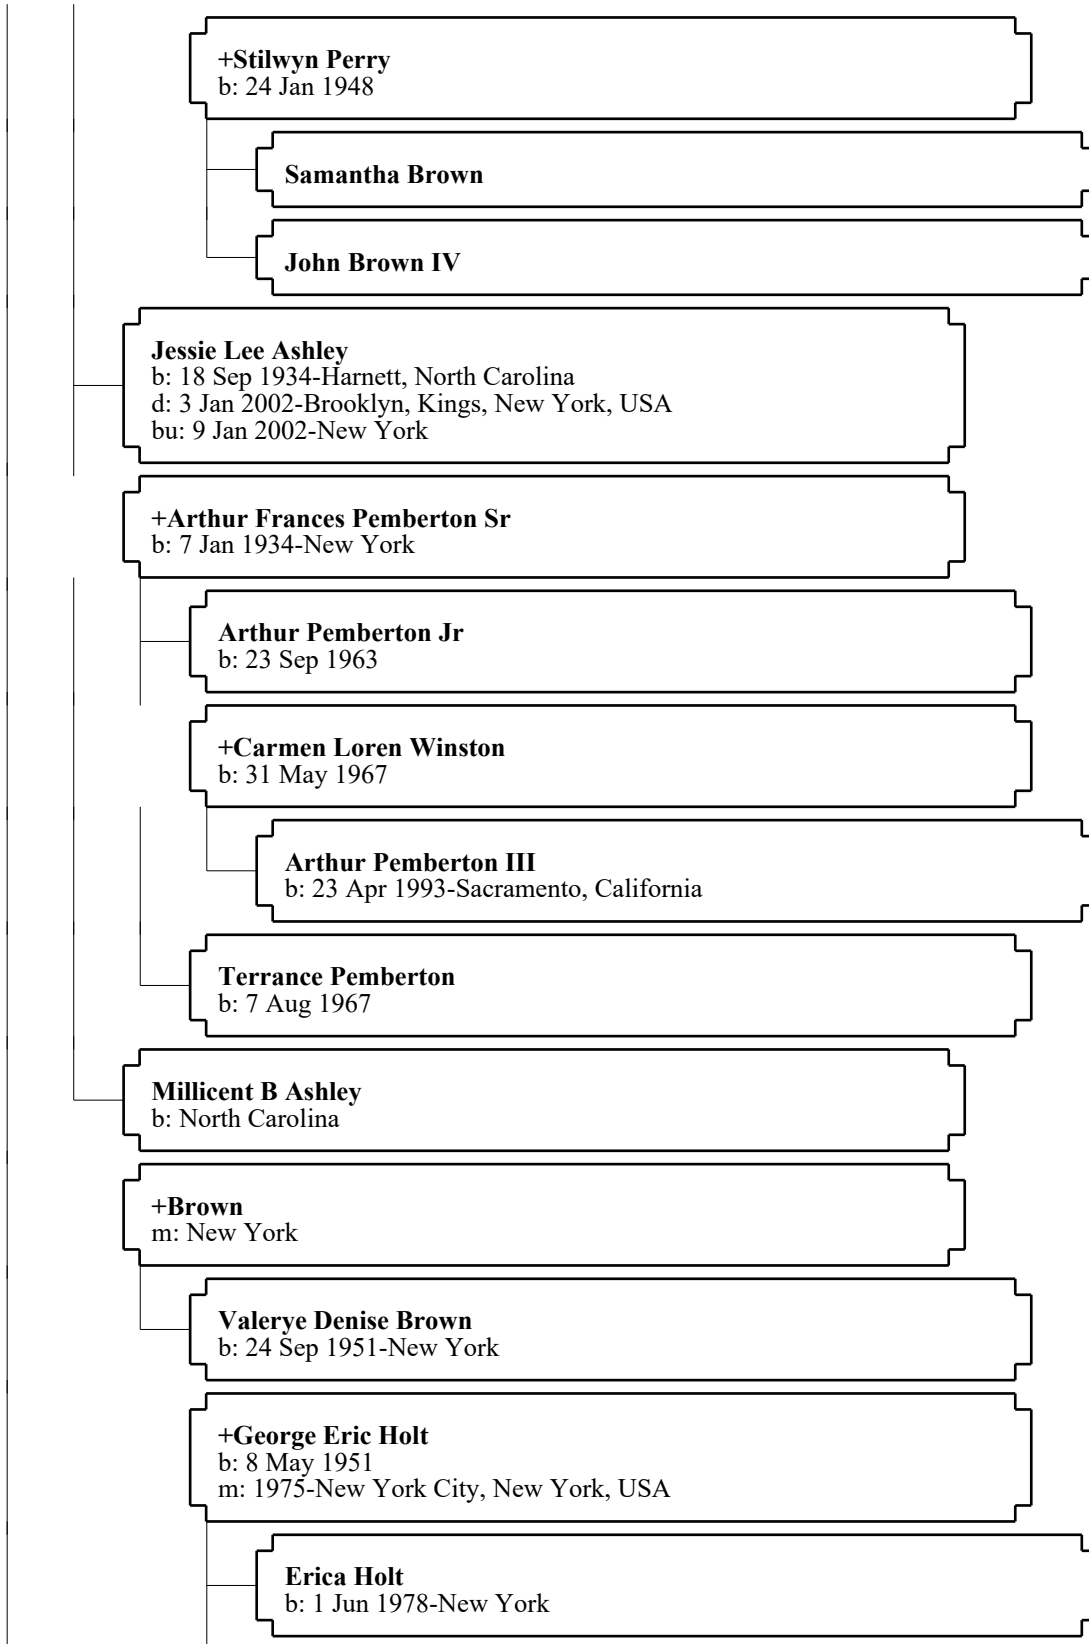 +Stilwyn Perry
b: 24 Jan 1948
Samantha Brown
John Brown IV
Jessie Lee Ashley
b: 18 Sep 1934-Harnett, North Carolina
d: 3 Jan 2002-Brooklyn, Kings, New York, USA
bu: 9 Jan 2002-New York
+Arthur Frances Pemberton Sr
b: 7 Jan 1934-New York
Arthur Pemberton Jr
b: 23 Sep 1963
+Carmen Loren Winston
b: 31 May 1967
Arthur Pemberton III
b: 23 Apr 1993-Sacramento, California
Terrance Pemberton
b: 7 Aug 1967
Millicent B Ashley
b: North Carolina
+Brown
m: New York
Valerye Denise Brown
b: 24 Sep 1951-New York
+George Eric Holt
b: 8 May 1951
m: 1975-New York City, New York, USA
Erica Holt
b: 1 Jun 1978-New York